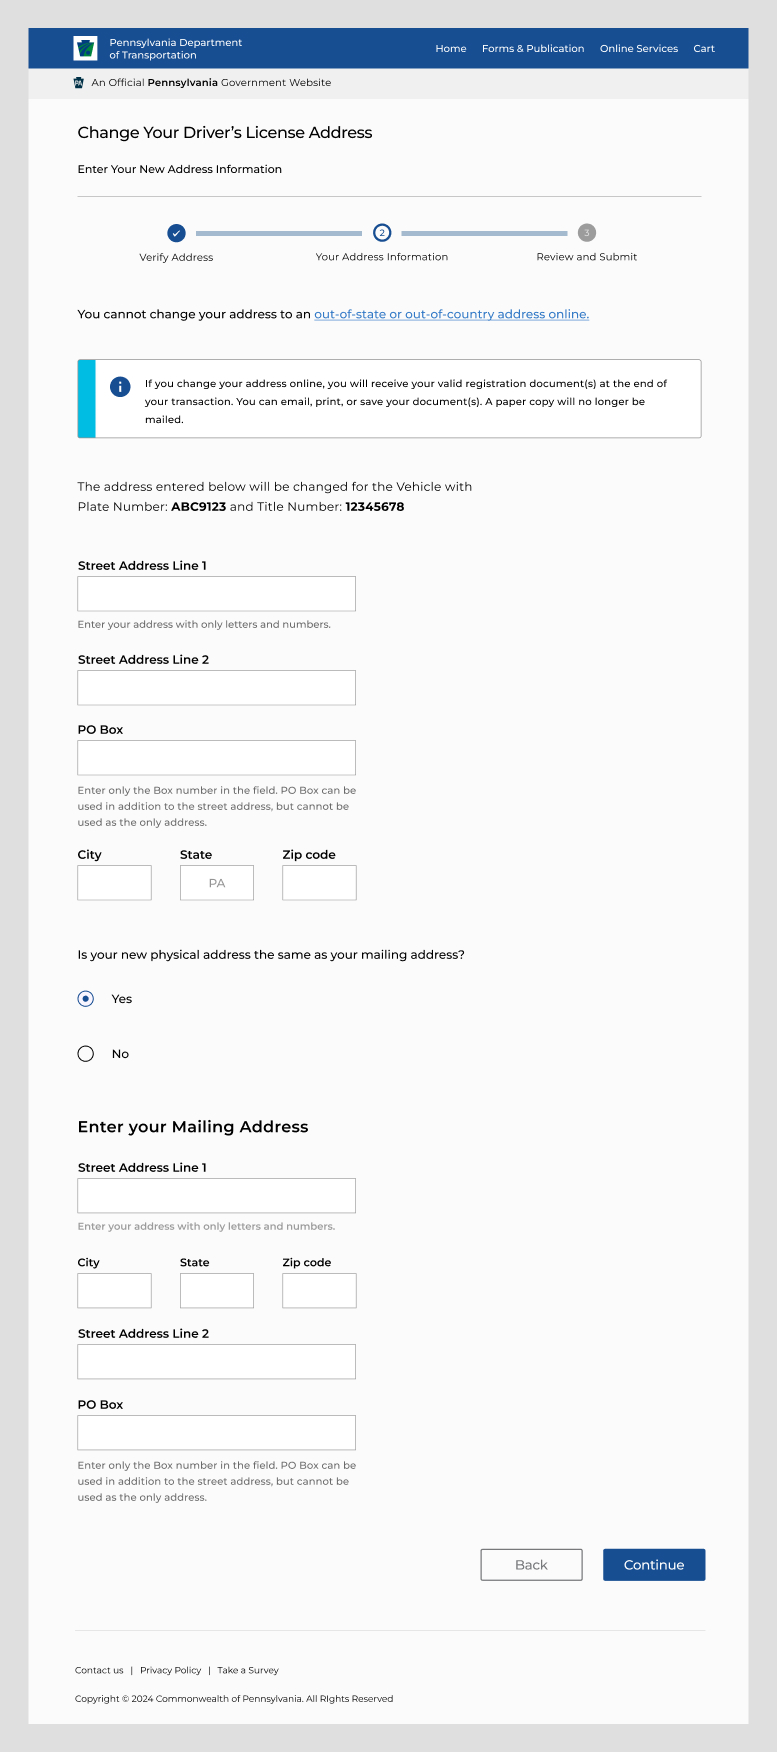 Pennsylvania Department
of Transportation
Home Forms & Publication Online Services Cart
PA An Official Pennsylvania Government Website
Change Your Driver's License Address
Enter Your New Address Information
2
3
Verify Address Your Address Information Review and Submit
You cannot change your address to an out-of-state or out-of-country address online.
i
If you change your address online, you will receive your valid registration document(s) at the end of
your transaction. You can email, print, or save your document(s). A paper copy will no longer be
mailed.
The address entered below will be changed for the Vehicle with
Plate Number: ABC9123 and Title Number: 12345678
Street Address Line 1
Enter your address with only letters and numbers.
Street Address Line 2
PO Box
Enter only the Box number in the field. PO Box can be
used in addition to the street address, but cannot be
used as the only address.
City State Zip code
PA
Is your new physical address the same as your mailing address?
Yes
No
Enter your Mailing Address
Street Address Line 1
Enter your address with only letters and numbers.
City State Zip code
Street Address Line 2
PO Box
Enter only the Box number in the field. PO Box can be
used in addition to the street address, but cannot be
used as the only address.
Back Continue
Contact us | Privacy Policy | Take a Survey
Copyright © 2024 Commonwealth of Pennsylvania. All RIghts Reserved